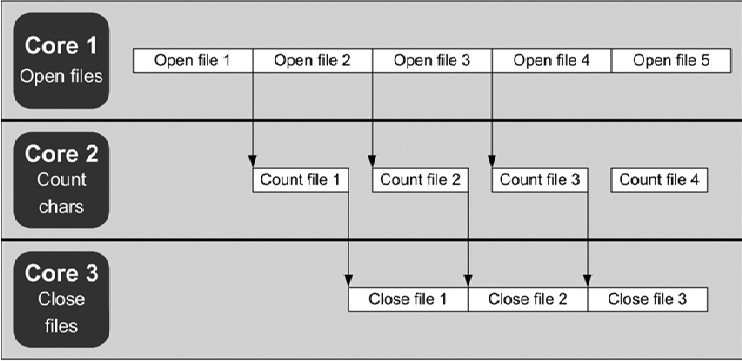 Core 1
Open files
Open file 1
Open file 2
Open file 3
Open file 4
Open file 5
Core 2
Count
chars
Count file 1
Count file 2
Count file 3
Count file 4
Core 3
Close
files
Close file 1
Close file 2
Close file 3